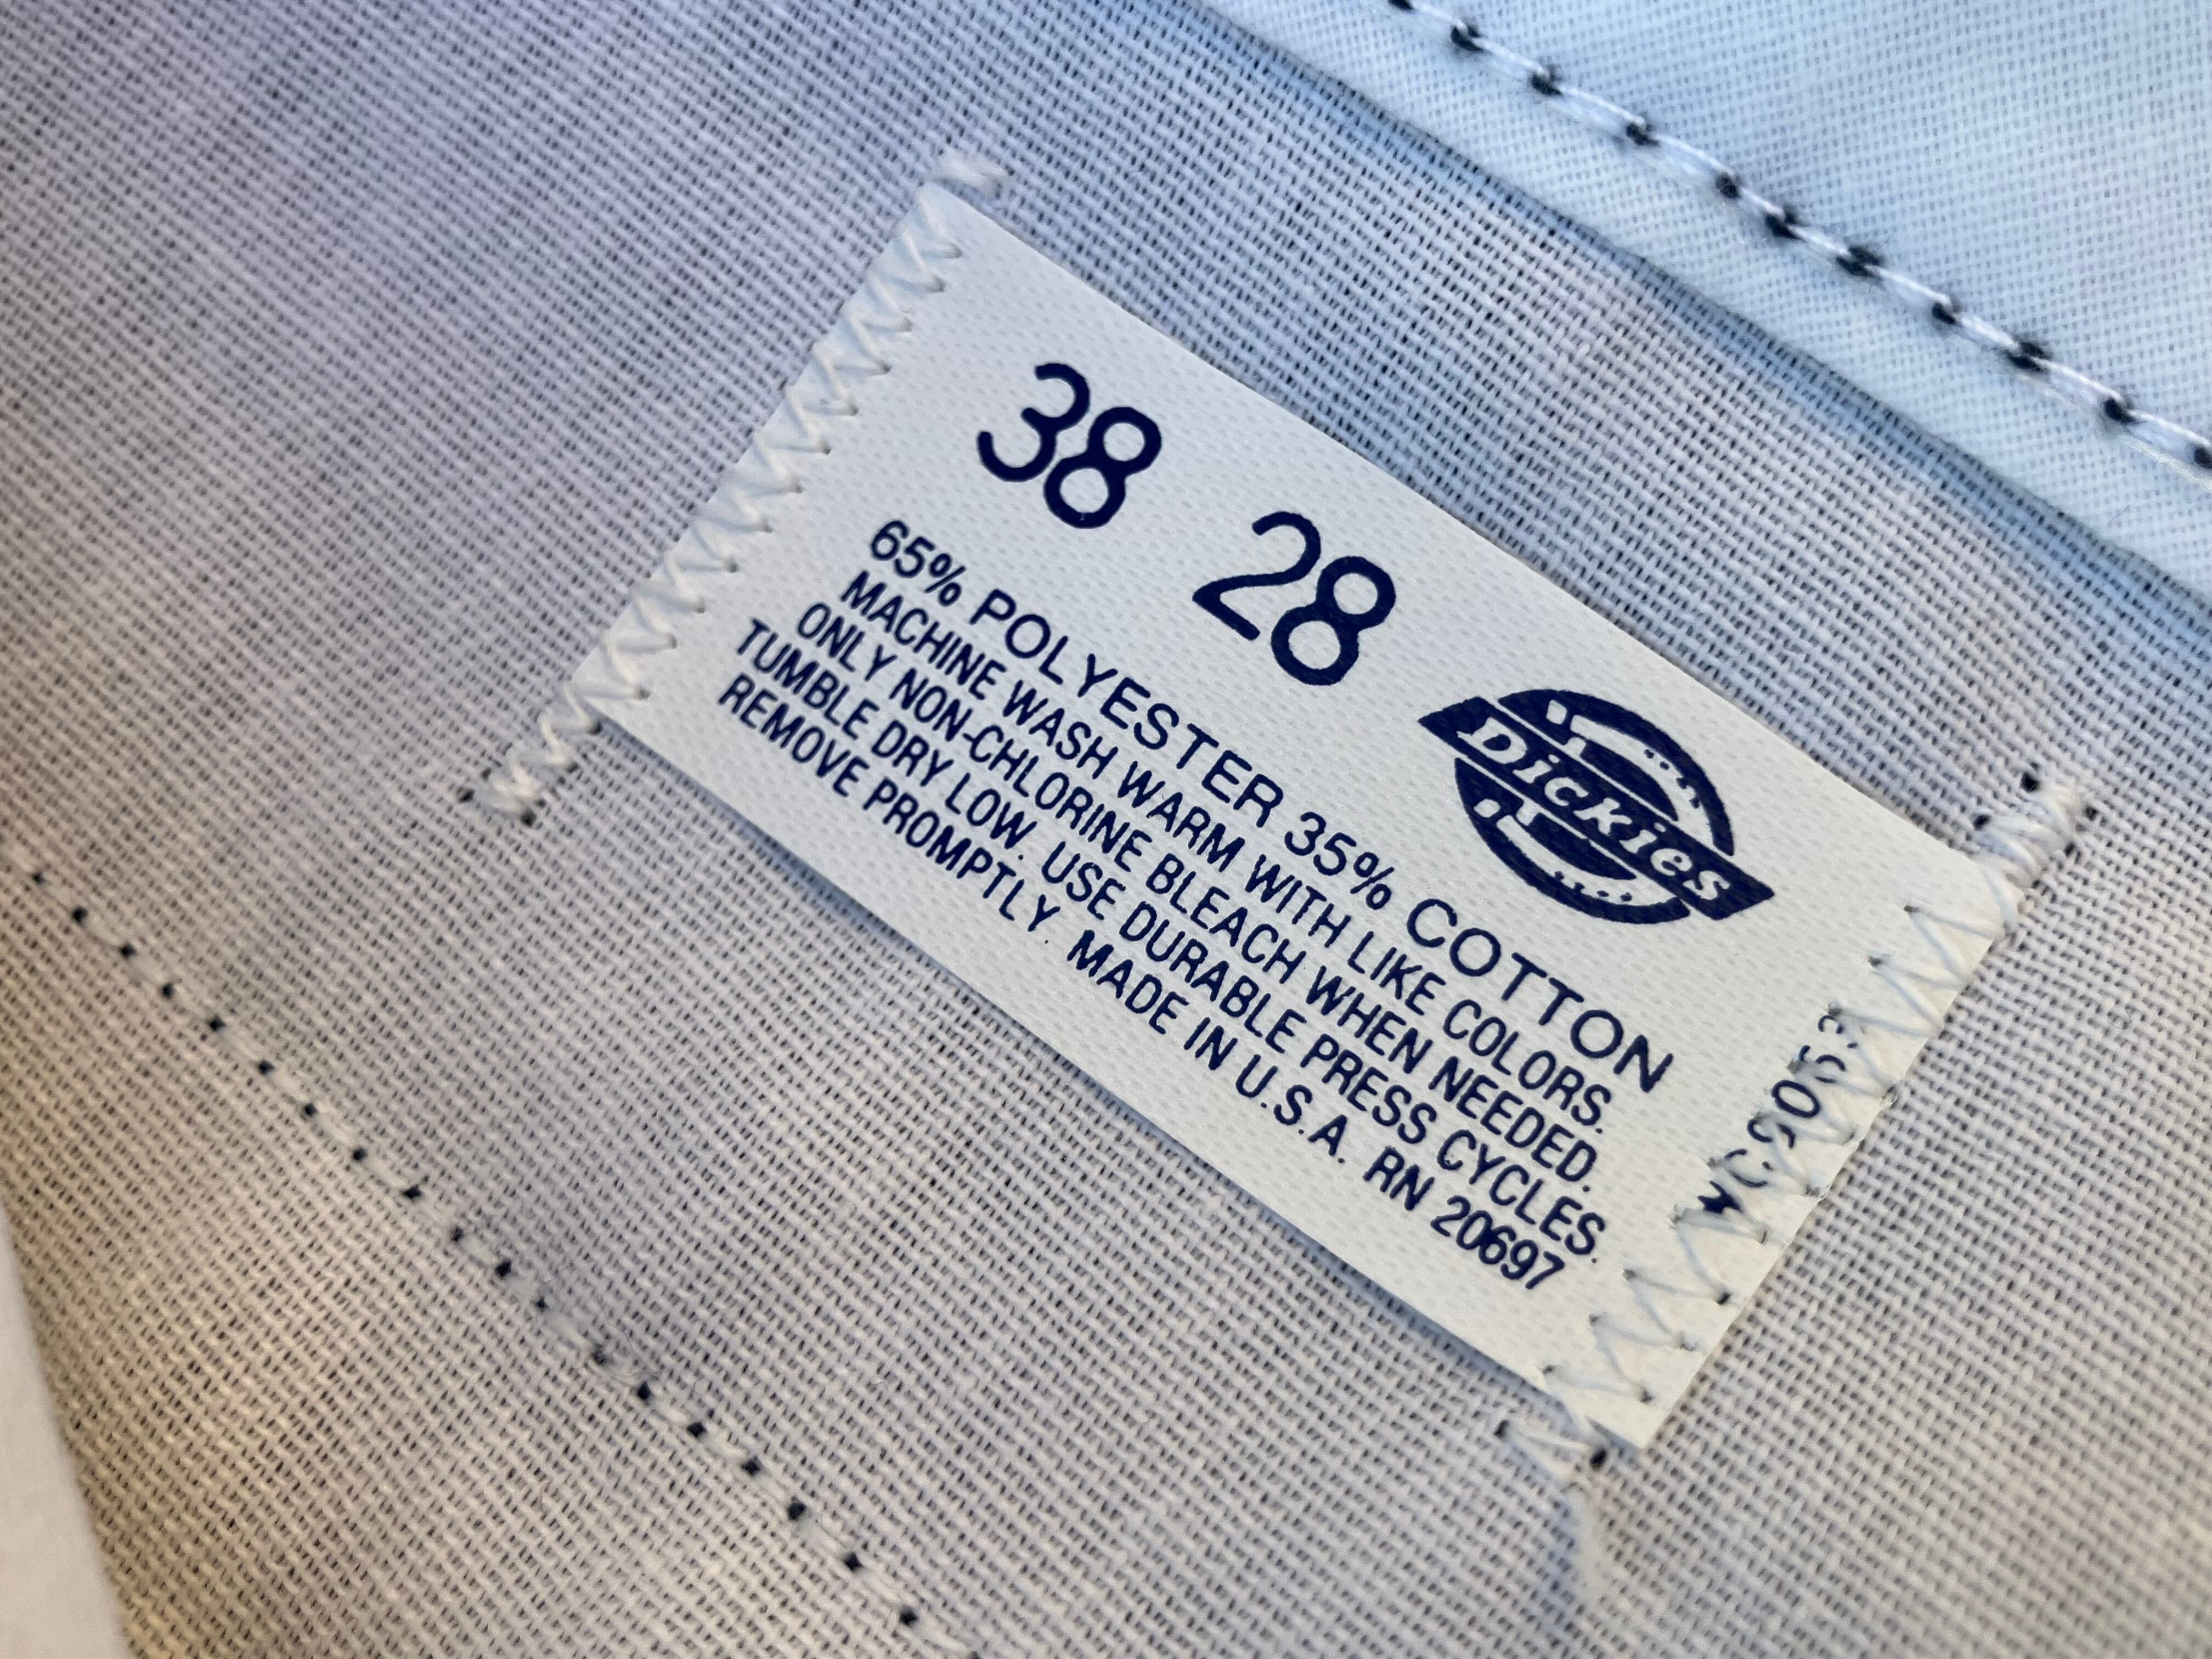 38 28
Dickies
65% POLYESTER 35% COTTON
MACHINE WASH WARM WITH LIKE COLORS.
ONLY NON-CHLORINE BLEACH WHEN NEEDED.
TUMBLE DRY LOW. USE DURABLE PRESS CYCLES.
REMOVE PROMPTLY. MADE IN U.S.A. RN 20697